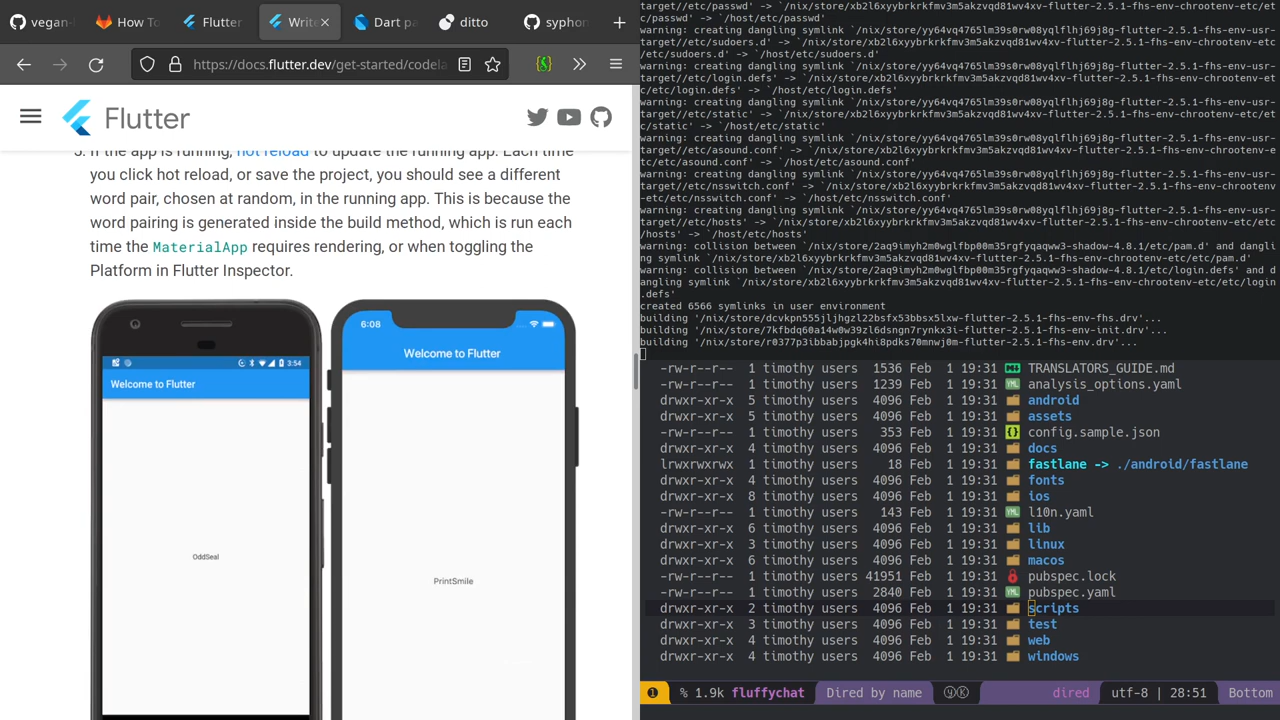 vegan-
How To
Flutter
Write
Dart pa
ditto
syphon
https://docs.flutter.dev/get-started/codela
Flutter
If the app is running, hot reload to update the running app. Each time
you click hot reload, or save the project, you should see a different
word pair, chosen at random, in the running app. This is because the
word pairing is generated inside the build method, which is run each
time the MaterialApp requires rendering, or when toggling the
Platform in Flutter Inspector.
3:54
Welcome to Flutter
OddSeal
6:08
Welcome to Flutter
PrintSmile
target//etc/passwd' -> `/nix/store/xb2l6xyybrkrkfmv3m5akzvqd81wv4xv-flutter-2.5.1-fhs-env-chrootenv-etc/et
c/passwd' -> `/host/etc/passwd'
warning: creating dangling symlink `/nix/store/yy64vq4765lm39s0rw08yqlflhj69j8g-flutter-2.5.1-fhs-env-usr-
target//etc/sudoers.d' -> `/nix/store/xb2l6xyybrkrkfmv3m5akzvqd81wv4xv-flutter-2.5.1-fhs-env-chrootenv-etc
/etc/sudoers.d' -> `/host/etc/sudoers.d'
warning: creating dangling symlink `/nix/store/yy64vq4765lm39s0rw08yqlflhj69j8g-flutter-2.5.1-fhs-env-usr-
target//etc/login.defs' -> `/nix/store/xb2l6xyybrkrkfmv3m5akzvqd81wv4xv-flutter-2.5.1-fhs-env-chrootenv-et
c/etc/login.defs' -> `/host/etc/login.defs'
warning: creating dangling symlink `/nix/store/yy64vq4765lm39s0rw08yqlflhj69j8g-flutter-2.5.1-fhs-env-usr-
target//etc/static' -> `/nix/store/xb2l6xyybrkrkfmv3m5akzvqd81wv4xv-flutter-2.5.1-fhs-env-chrootenv-etc/et
c/static' -> `/host/etc/static'
warning: creating dangling symlink `/nix/store/yy64vq4765lm39s0rw08yqlflhj69j8g-flutter-2.5.1-fhs-env-usr-
target//etc/asound.conf' -> `/nix/store/xb2l6xyybrkrkfmv3m5akzvqd81wv4xv-flutter-2.5.1-fhs-env-chrootenv-e
tc/etc/asound.conf' -> `/host/etc/asound.conf'
warning: creating dangling symlink `/nix/store/yy64vq4765lm39s0rw08yqlflhj69j8g-flutter-2.5.1-fhs-env-usr-
target//etc/nsswitch.conf' -> `/nix/store/xb2l6xyybrkrkfmv3m5akzvqd81wv4xv-flutter-2.5.1-fhs-env-chrootenv
-etc/etc/nsswitch.conf' -> `/host/etc/nsswitch.conf'
warning: creating dangling symlink `/nix/store/yy64vq4765lm39s0rw08yqlflhj69j8g-flutter-2.5.1-fhs-env-usr-
target//etc/hosts' -> `/nix/store/xb2l6xyybrkrkfmv3m5akzvqd81wv4xv-flutter-2.5.1-fhs-env-chrootenv-etc/etc
/hosts' -> `/host/etc/hosts'
warning: collision between `/nix/store/2aq9imyh2m0wglfbp00m35rgfyqaqww3-shadow-4.8.1/etc/pam.d' and dangli
ng symlink `/nix/store/xb2l6xyybrkrkfmv3m5akzvqd81wv4xv-flutter-2.5.1-fhs-env-chrootenv-etc/etc/pam.d'
warning: collision between `/nix/store/2aq9imyh2m0wglfbp00m35rgfyqaqww3-shadow-4.8.1/etc/login.defs' and d
angling symlink `/nix/store/xb2l6xyybrkrkfmv3m5akzvqd81wv4xv-flutter-2.5.1-fhs-env-chrootenv-etc/etc/login
.defs'
created 6566 symlinks in user environment
building '/nix/store/dcvkpn555jljhgzl22bsfx53bbsx5lxw-flutter-2.5.1-fhs-env-fhs.drv'...
building '/nix/store/7kfbdq60a14w0w39zl6dsngn7rynkx3i-flutter-2.5.1-fhs-env-init.drv'...
building '/nix/store/r0377p3ibbabjpgk4hi8pdks70mnwj0m-flutter-2.5.1-fhs-env.drv'...
-rw-r--r-- 1 timothy users 1536 Feb 1 19:31 TRANSLATORS_GUIDE.md
-rw-r--r-- 1 timothy users 1239 Feb 1 19:31 analysis_options.yaml
drwxr-xr-x 5 timothy users 4096 Feb 1 19:31 android
drwxr-xr-x 5 timothy users 4096 Feb 1 19:31 assets
-rw-r--r-- 1 timothy users 353 Feb 1 19:31 config.sample.json
drwxr-xr-x 4 timothy users 4096 Feb 1 19:31 docs
lrwxrwxrwx 1 timothy users 18 Feb 1 19:31 fastlane -> ./android/fastlane
drwxr-xr-x 4 timothy users 4096 Feb 1 19:31 fonts
drwxr-xr-x 8 timothy users 4096 Feb 1 19:31 ios
-rw-r--r-- 1 timothy users 143 Feb 1 19:31 l10n.yaml
drwxr-xr-x 6 timothy users 4096 Feb 1 19:31 lib
drwxr-xr-x 3 timothy users 4096 Feb 1 19:31 linux
drwxr-xr-x 6 timothy users 4096 Feb 1 19:31 macos
-rw-r--r-- 1 timothy users 41951 Feb 1 19:31 pubspec.lock
-rw-r--r-- 1 timothy users 2840 Feb 1 19:31 pubspec.yaml
drwxr-xr-x 2 timothy users 4096 Feb 1 19:31 scripts
drwxr-xr-x 3 timothy users 4096 Feb 1 19:31 test
drwxr-xr-x 4 timothy users 4096 Feb 1 19:31 web
drwxr-xr-x 4 timothy users 4096 Feb 1 19:31 windows
❶ % 1.9k fluffychat Dired by name ⓨⓀ dired utf-8 | 28:51 Bottom